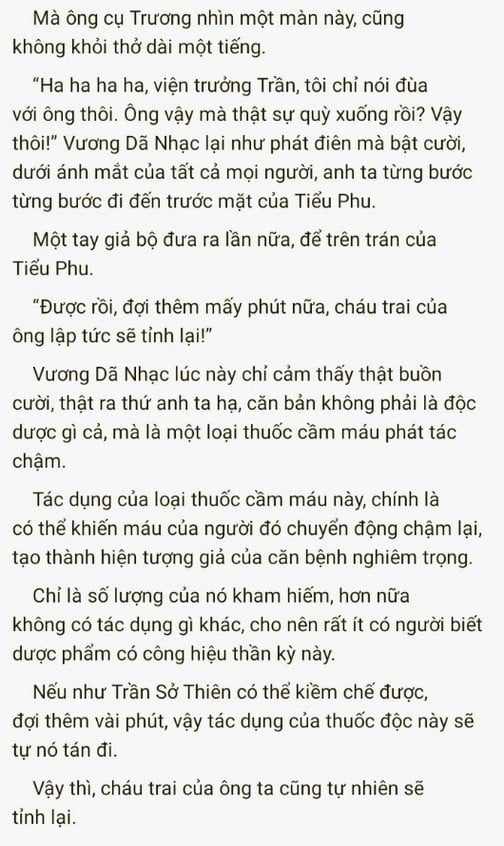 Mà ông cụ Trương nhìn một màn này, cũng
không khỏi thở dài một tiếng.
“Ha ha ha ha, viện trưởng Trần, tôi chỉ nói đùa
với ông thôi. Ông vậy mà thật sự quỳ xuống rồi? Vậy
thôi!” Vương Dã Nhạc lại như phát điên mà bật cười,
dưới ánh mắt của tất cả mọi người, anh ta từng bước
từng bước đi đến trước mặt của Tiểu Phu.
Một tay giả bộ đưa ra lần nữa, để trên trán của
Tiểu Phu.
“Được rồi, đợi thêm mấy phút nữa, cháu trai của
ông lập tức sẽ tỉnh lại!”
Vương Dã Nhạc lúc này chỉ cảm thấy thật buồn
cười, thật ra thứ anh ta hạ, căn bản không phải là độc
dược gì cả, mà là một loại thuốc cầm máu phát tác
chậm.
Tác dụng của loại thuốc cầm máu này, chính là
có thể khiến máu của người đó chuyển động chậm lại,
tạo thành hiện tượng giả của căn bệnh nghiêm trọng.
Chỉ là số lượng của nó kham hiếm, hơn nữa
không có tác dụng gì khác, cho nên rất ít có người biết
dược phẩm có công hiệu thần kỳ này.
Nếu như Trần Sở Thiên có thể kiềm chế được,
đợi thêm vài phút, vậy tác dụng của thuốc độc này sẽ
tự nó tán đi.
Vậy thì, cháu trai của ông ta cũng tự nhiên sẽ
tỉnh lại.